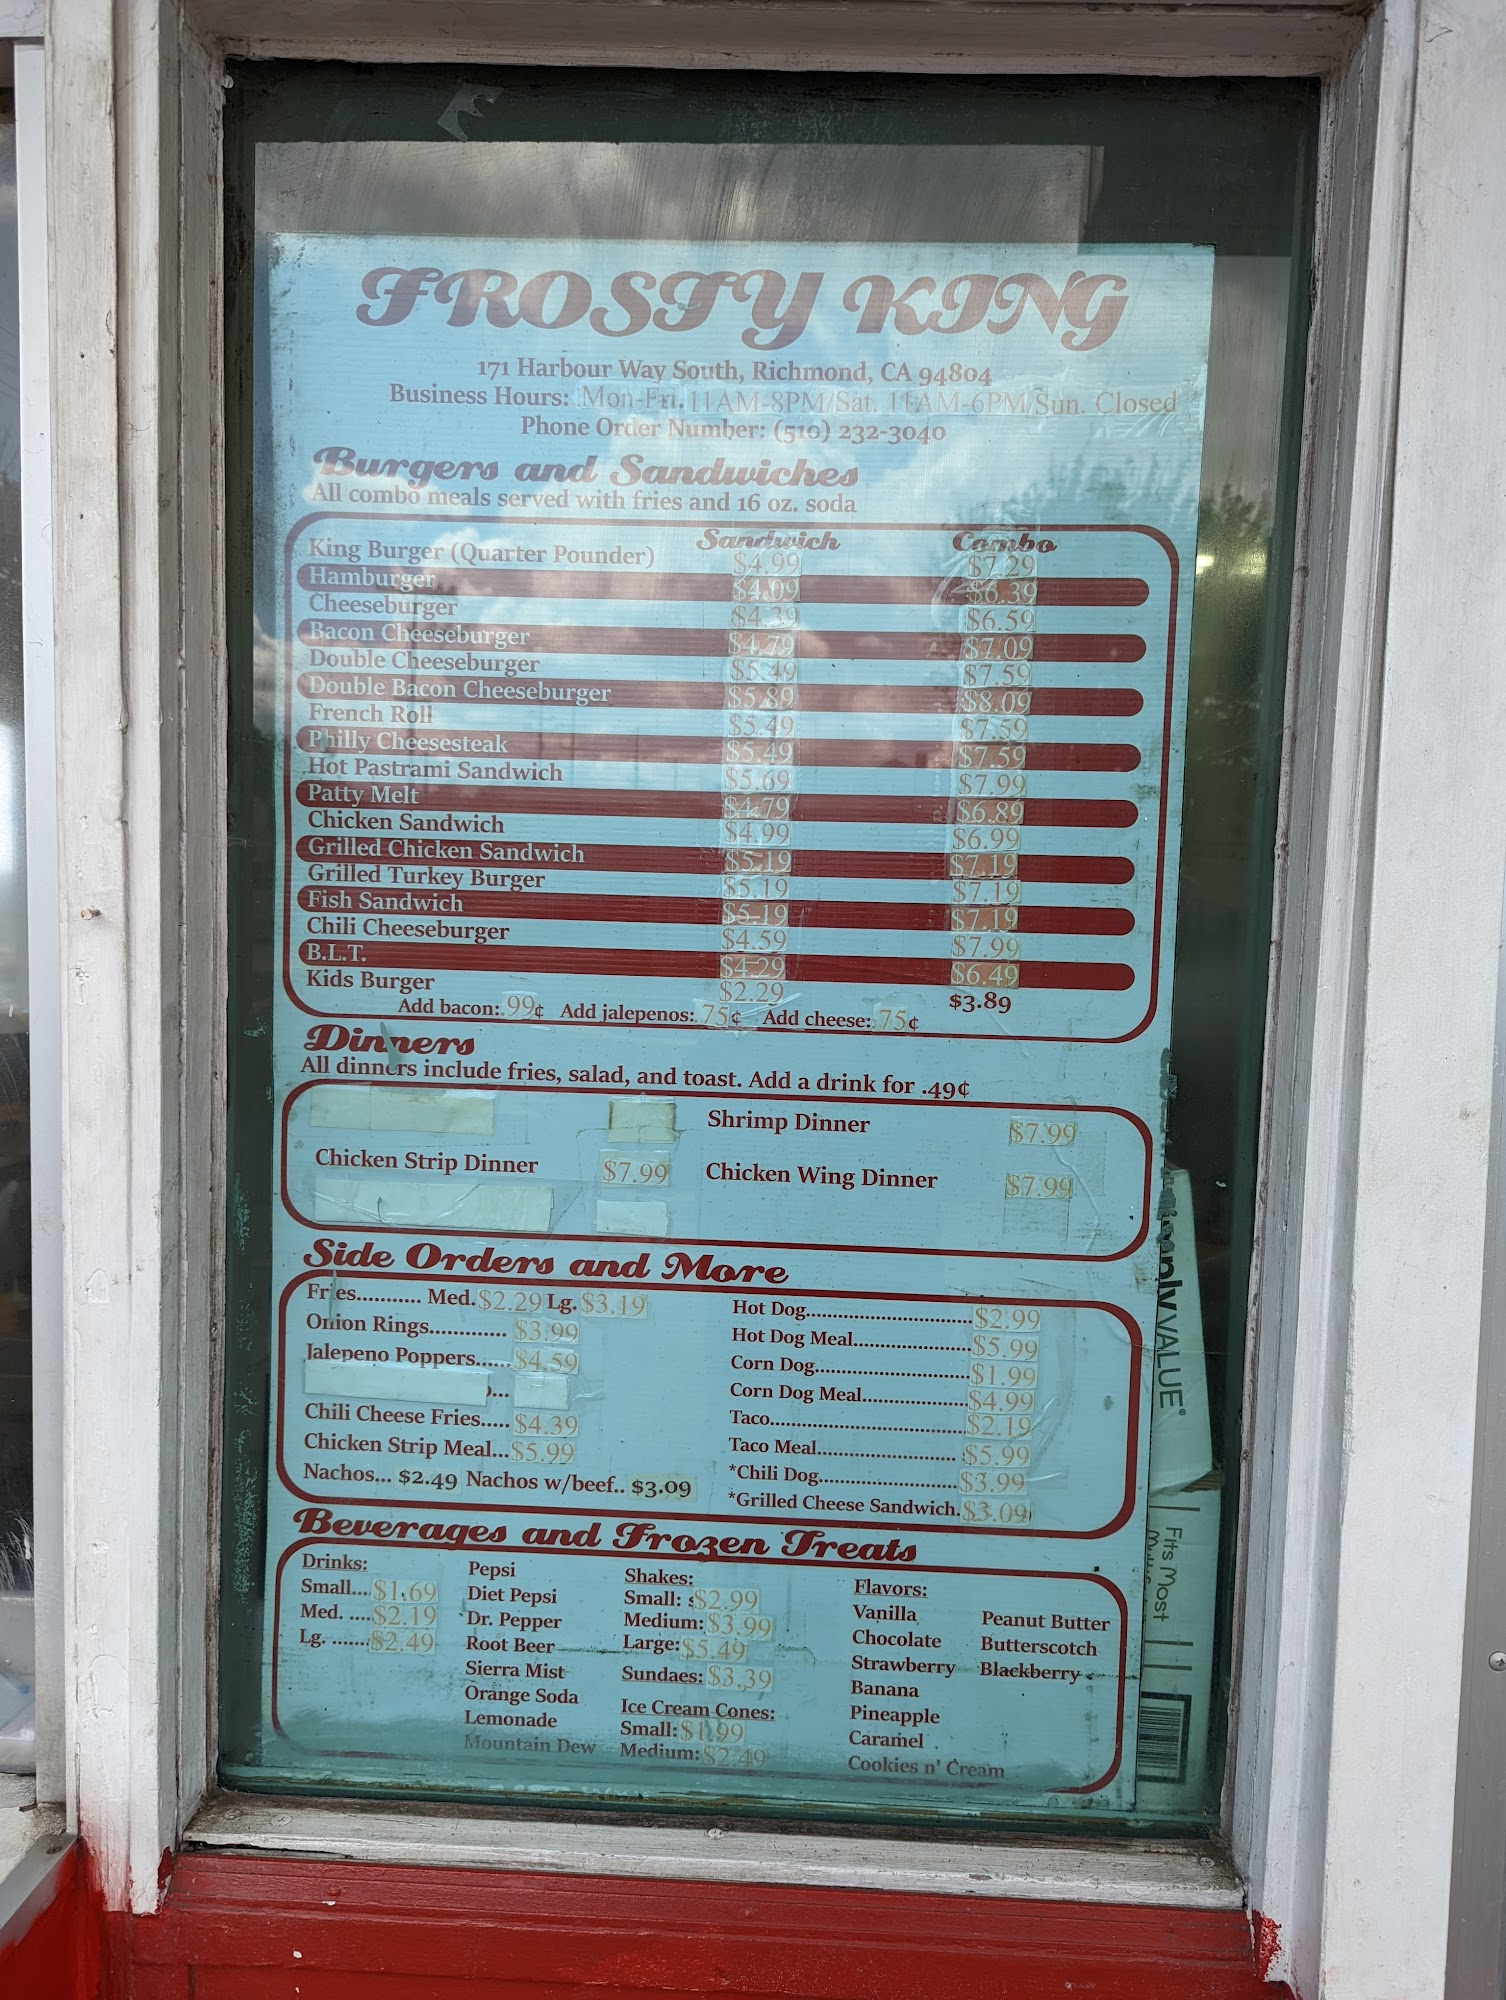 FROSTY KING
171 Harbour Way South, Richmond, CA 94804
Business Hours: Mon-Fri. 11AM-8PM/Sat. 11AM-6PM/Sun. Closed
Phone Order Number: (510) 232-3040
Burgers and Sandwiches
All combo meals served with fries and 16 oz. soda
Sandwich Combo
King Burger (Quarter Pounder) $4.99 $7.29
Hamburger $4.09 $6.39
Cheeseburger $4.39 $6.59
Bacon Cheeseburger $4.79 $7.09
Double Cheeseburger $5.49 $7.59
Double Bacon Cheeseburger $5.89 $8.09
French Roll $5.49 $7.59
Philly Cheesesteak $5.49 $7.59
Hot Pastrami Sandwich $5.69 $7.99
Patty Melt $4.79 $6.89
Chicken Sandwich $4.99 $6.99
Grilled Chicken Sandwich $5.19 $7.19
Grilled Turkey Burger $5.19 $7.19
Fish Sandwich $5.19 $7.19
Chili Cheeseburger $4.59 $7.99
B.L.T. $4.29 $6.49
Kids Burger $2.29 $3.89
Add bacon: .99¢ Add jalepenos: .75¢ Add cheese: .75¢
Dinners
All dinners include fries, salad, and toast. Add a drink for .49¢
Shrimp Dinner $7.99
Chicken Strip Dinner $7.99
Chicken Wing Dinner $7.99
Side Orders and More
Fries........... Med. $2.29 Lg. $3.19
Onion Rings............. $3.99
Jalepeno Poppers...... $4.59
Chili Cheese Fries..... $4.39
Chicken Strip Meal... $5.99
Nachos... $2.49 Nachos w/beef.. $3.09
Hot Dog................................. $2.99
Hot Dog Meal....................... $5.99
Corn Dog.............................. $1.99
Corn Dog Meal..................... $4.99
Taco....................................... $2.19
Taco Meal........................... $5.99
*Chili Dog........................... $3.99
*Grilled Cheese Sandwich. $3.09
Beverages and Frozen Treats
Drinks:
Small.... $1.69
Med. .... $2.19
Lg. ....... $2.49
Pepsi
Diet Pepsi
Dr. Pepper
Root Beer
Sierra Mist
Orange Soda
Lemonade
Mountain Dew
Shakes:
Small: $2.99
Medium: $3.99
Large: $5.49
Sundaes: $3.39
Ice Cream Cones:
Small: $1.99
Medium: $2.49
Flavors:
Vanilla
Chocolate
Strawberry
Banana
Pineapple
Caramel
Cookies n' Cream
Peanut Butter
Butterscotch
Blackberry
VALUE®
Fits Most